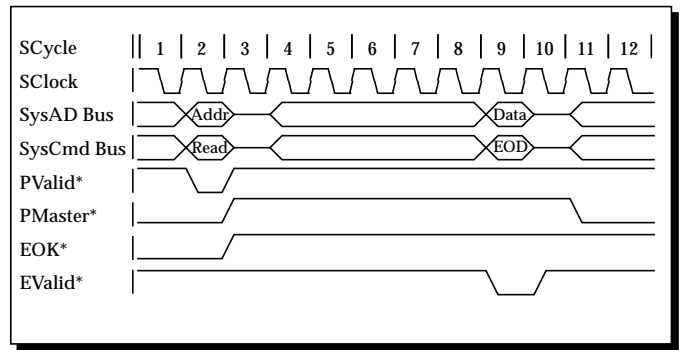 SCycle 1 2 3 4 5 6 7 8 9 10 11 12
SClock
SysAD Bus Addr Data
SysCmd Bus Read EOD
PValid*
PMaster*
EOK*
EValid*